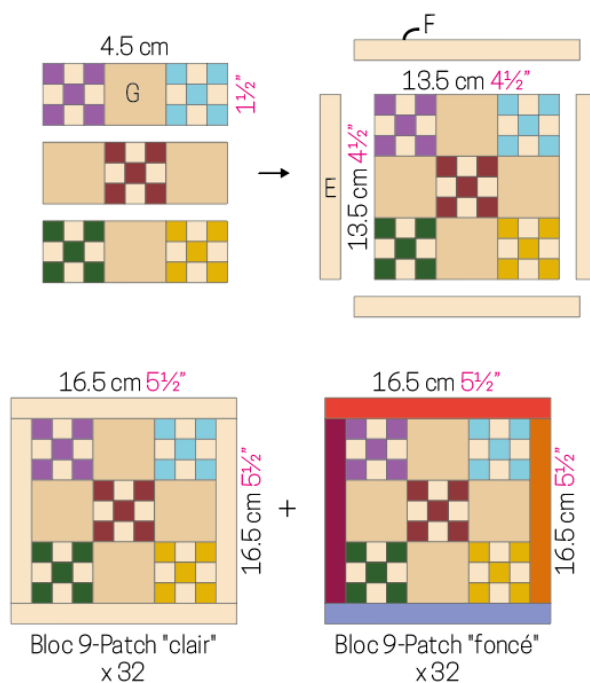 4.5 cm
G
1½”
F
13.5 cm 4½”
13.5 cm 4½”
E
16.5 cm 5½”
16.5 cm 5½”
Bloc 9-Patch "clair"
x 32
+
16.5 cm 5½”
16.5 cm 5½”
Bloc 9-Patch "foncé"
x 32